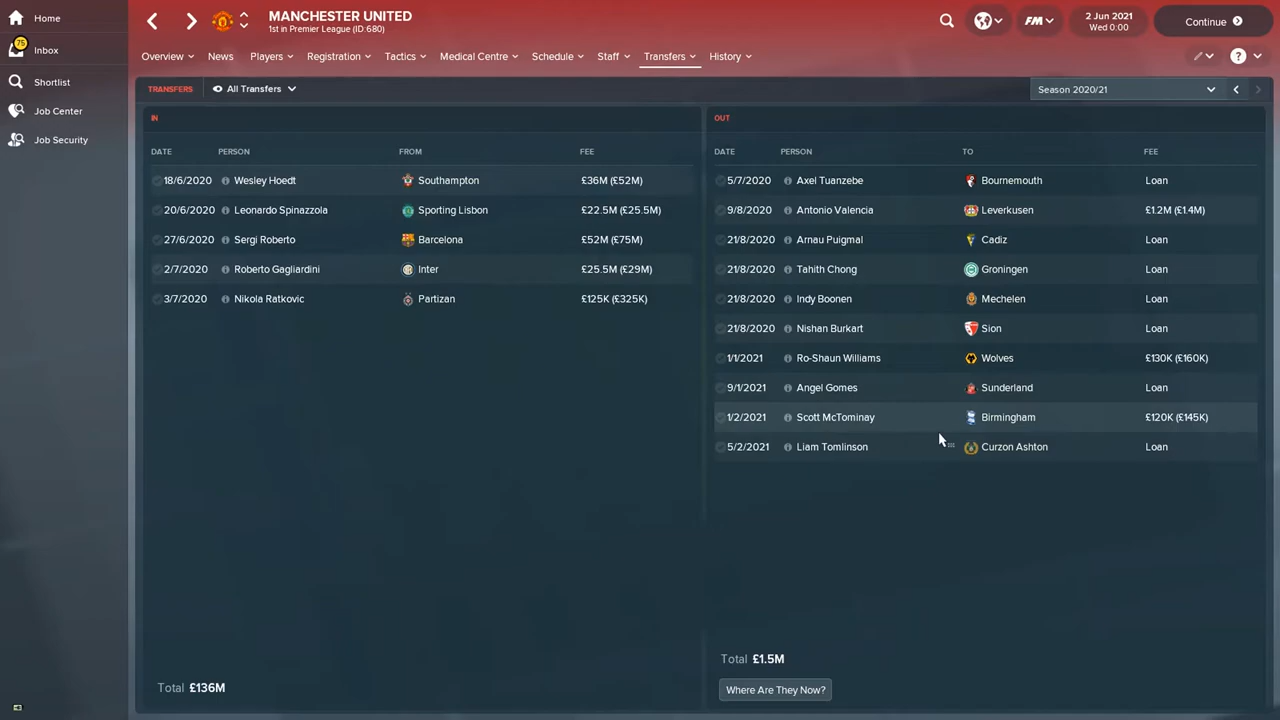 Home
Inbox
75
Shortlist
Job Center
Job Security
MANCHESTER UNITED
1st in Premier League (ID:680)
FM
2 Jun 2021
Wed 0:00
Continue
Overview News Players Registration Tactics Medical Centre Schedule Staff Transfers History
?
TRANSFERS All Transfers
Season 2020/21
IN
DATE PERSON FROM FEE
18/6/2020 Wesley Hoedt Southampton £36M (£52M)
20/6/2020 Leonardo Spinazzola Sporting Lisbon £22.5M (£25.5M)
27/6/2020 Sergi Roberto Barcelona £52M (£75M)
2/7/2020 Roberto Gagliardini Inter £25.5M (£29M)
3/7/2020 Nikola Ratkovic Partizan £125K (£325K)
Total £136M
OUT
DATE PERSON TO FEE
5/7/2020 Axel Tuanzebe Bournemouth Loan
9/8/2020 Antonio Valencia Leverkusen £1.2M (£1.4M)
21/8/2020 Arnau Puigmal Cadiz Loan
21/8/2020 Tahith Chong Groningen Loan
21/8/2020 Indy Boonen Mechelen Loan
21/8/2020 Nishan Burkart Sion Loan
1/1/2021 Ro-Shaun Williams Wolves £130K (£160K)
9/1/2021 Angel Gomes Sunderland Loan
1/2/2021 Scott McTominay Birmingham £120K (£145K)
5/2/2021 Liam Tomlinson Curzon Ashton Loan
Total £1.5M
Where Are They Now?